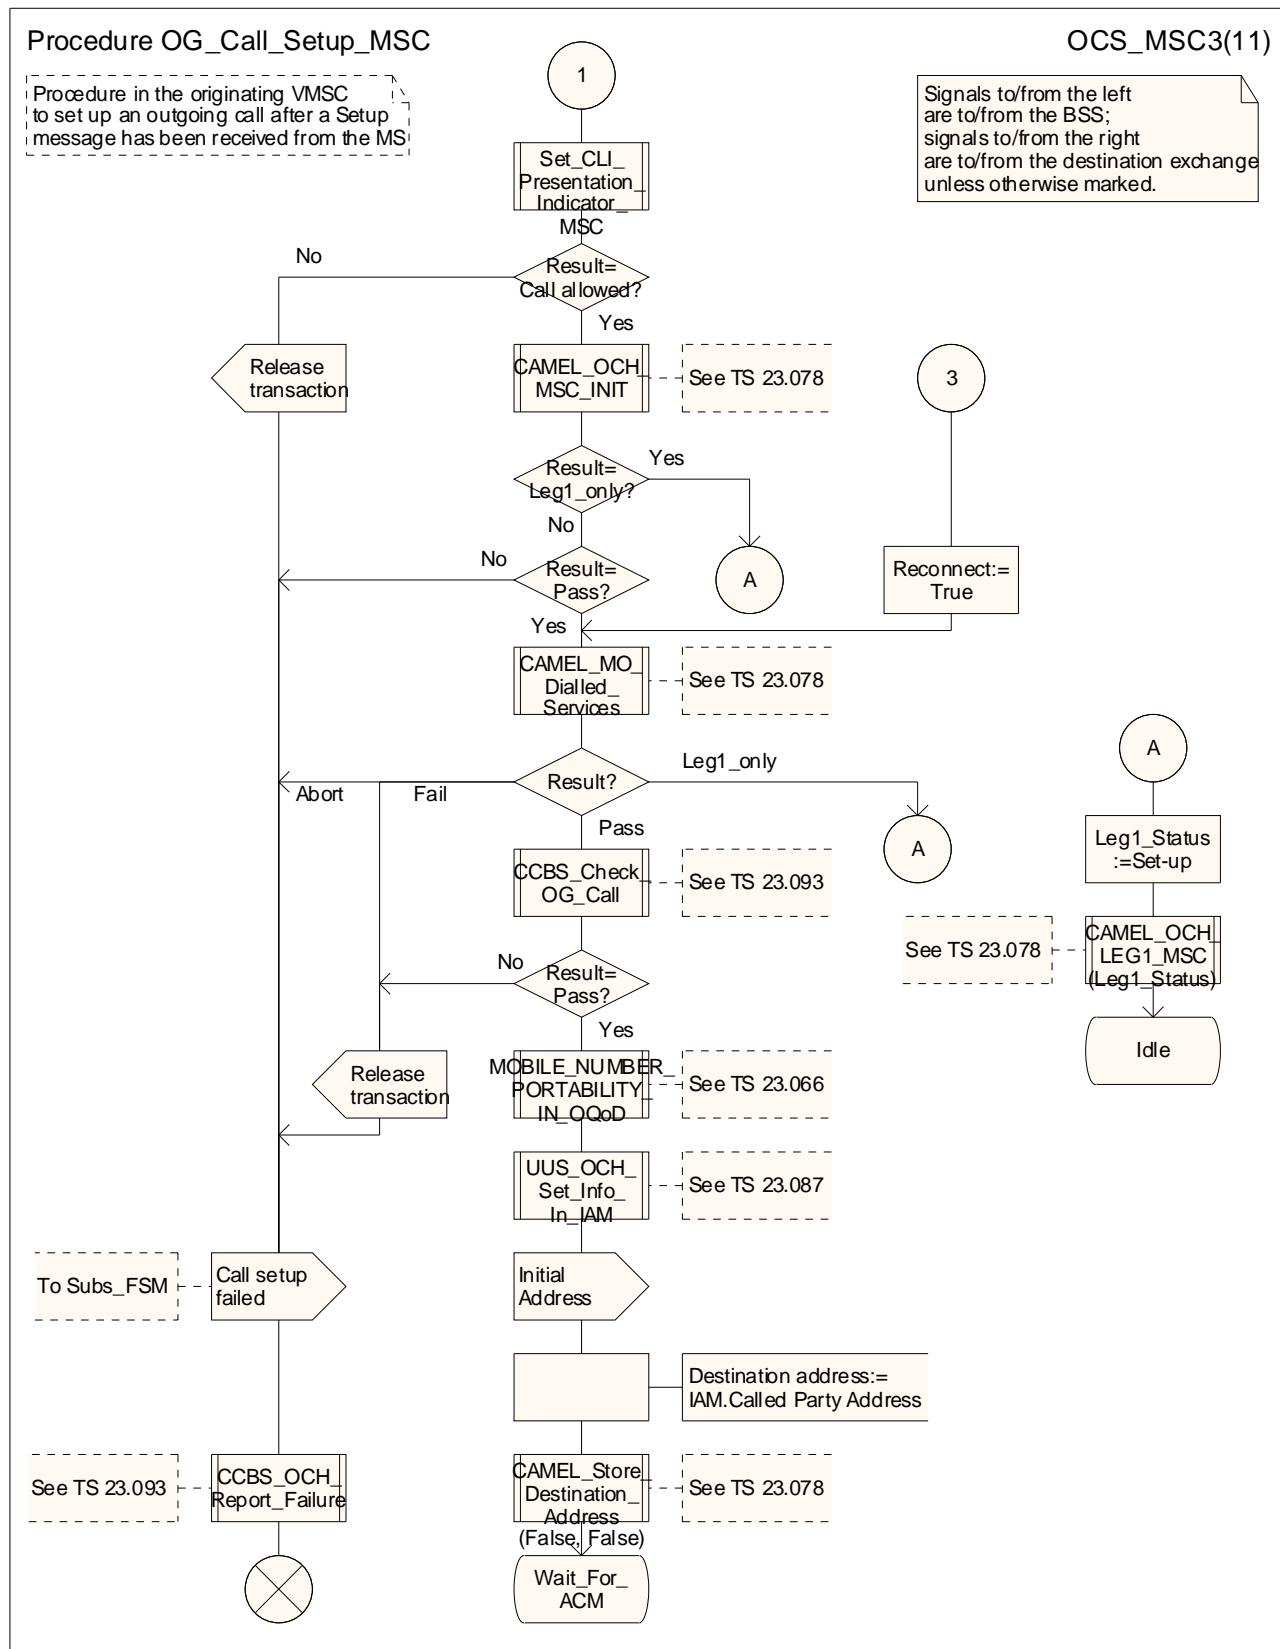 Procedure OG_Call_Setup_MSC
OCS_MSC3(11)
Procedure in the originating VMSC
to set up an outgoing call after a Setup
message has been received from the MS
1
Signals to/from the left
are to/from the BSS;
signals to/from the right
are to/from the destination exchange
unless otherwise marked.
Set_CLI_
Presentation_
Indicator_
MSC
No
Result=
Call allowed?
Yes
Release
transaction
CAMEL_OCH_
MSC_INIT
See TS 23.078
3
Result=
Leg1_only?
Yes
No
No
Result=
Pass?
A
Reconnect:=
True
Yes
CAMEL_MO_
Dialled_
Services
See TS 23.078
Abort
Fail
Result?
Leg1_only
A
Pass
A
Leg1_Status
:=Set-up
CCBS_Check_
OG_Call
See TS 23.093
See TS 23.078
CAMEL_OCH_
LEG1_MSC
(Leg1_Status)
No
Result=
Pass?
Yes
Idle
Release
transaction
MOBILE_NUMBER_
PORTABILITY_
IN_OQoD
See TS 23.066
UUS_OCH_
Set_Info_
In_IAM
See TS 23.087
To Subs_FSM
Call setup
failed
Initial
Address
Destination address:=
IAM.Called Party Address
See TS 23.093
CCBS_OCH_
Report_Failure
CAMEL_Store_
Destination_
Address
(False, False)
See TS 23.078
Wait_For_
ACM